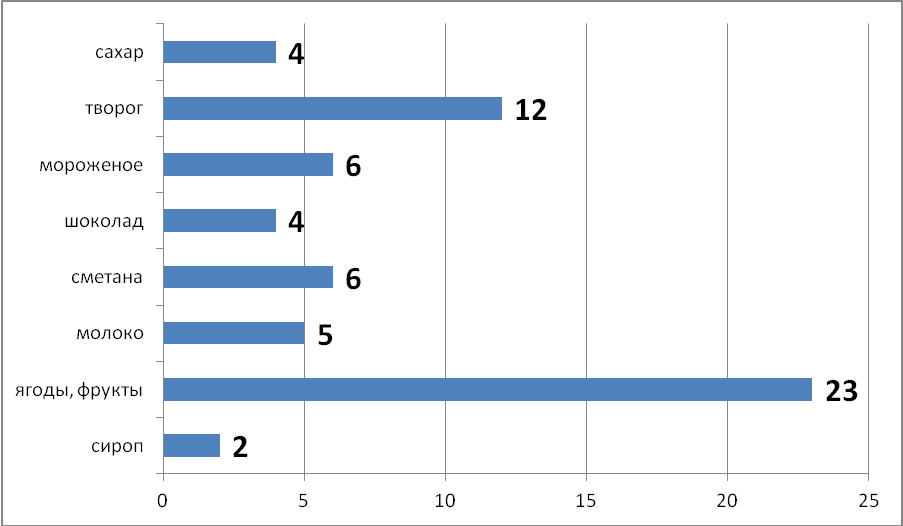 сахар 4
творог 12
мороженое 6
шоколад 4
сметана 6
молоко 5
ягоды, фрукты 23
сироп 2
0 5 10 15 20 25